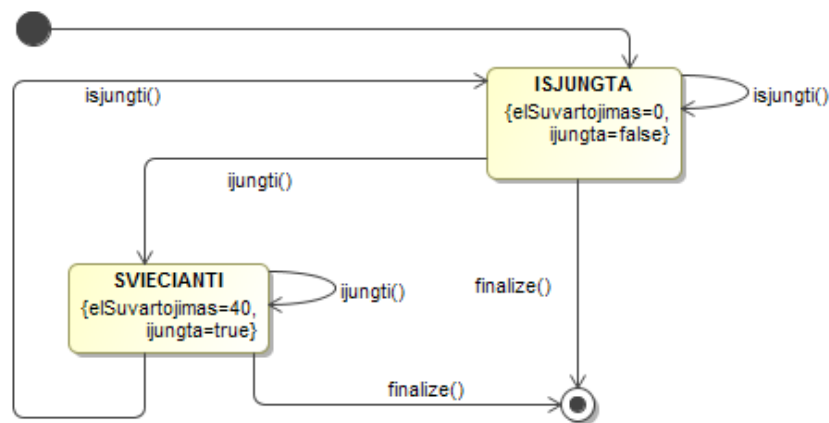 ISJUNGTA
{elSuvartojimas=0,
ijungta=false}
isjungti()
isjungti()
ijungti()
SVIECIANTI
{elSuvartojimas=40,
ijungta=true}
ijungti()
finalize()
finalize()